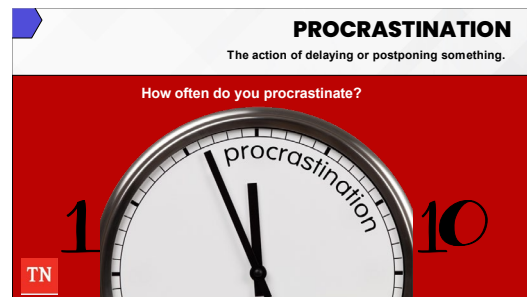 PROCRASTINATION
The action of delaying or postponing something.
How often do you procrastinate?
procrastination
1
10
TN